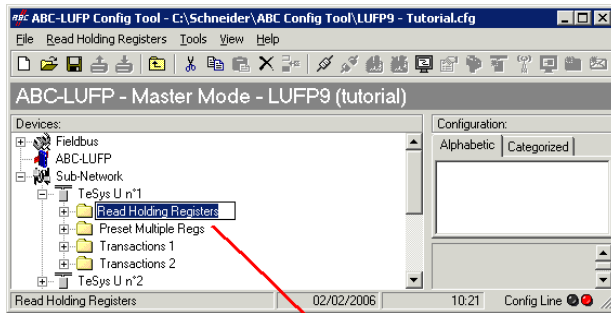 ABC-LUFP Config Tool - C:\Schneider\ABC Config Tool\LUFP9 - Tutorial.cfg
File Read Holding Registers Tools View Help
ABC-LUFP - Master Mode - LUFP9 (tutorial)
Devices:
Fieldbus
ABC-LUFP
Sub-Network
TeSys U n°1
Read Holding Registers
Preset Multiple Regs
Transactions 1
Transactions 2
TeSys U n°2
Configuration:
Alphabetic Categorized
Read Holding Registers 02/02/2006 10:21 Config Line